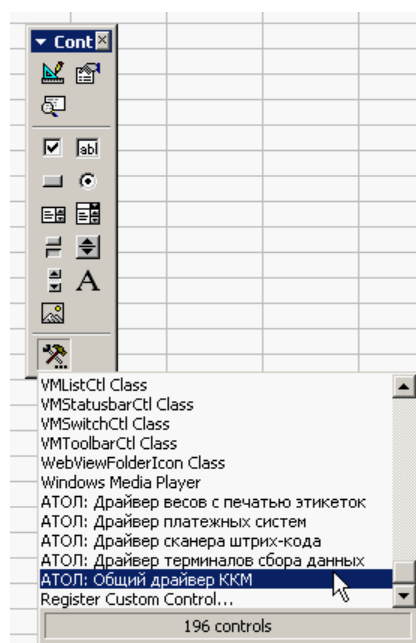 Cont
abl
A
VMListCtl Class
VMStatusbarCtl Class
VMSwitchCtl Class
VMToolbarCtl Class
WebViewFolderIcon Class
Windows Media Player
АТОЛ: Драйвер весов с печатью этикеток
АТОЛ: Драйвер платежных систем
АТОЛ: Драйвер сканера штрих-кода
АТОЛ: Драйвер терминалов сбора данных
АТОЛ: Общий драйвер ККМ
Register Custom Control...
196 controls